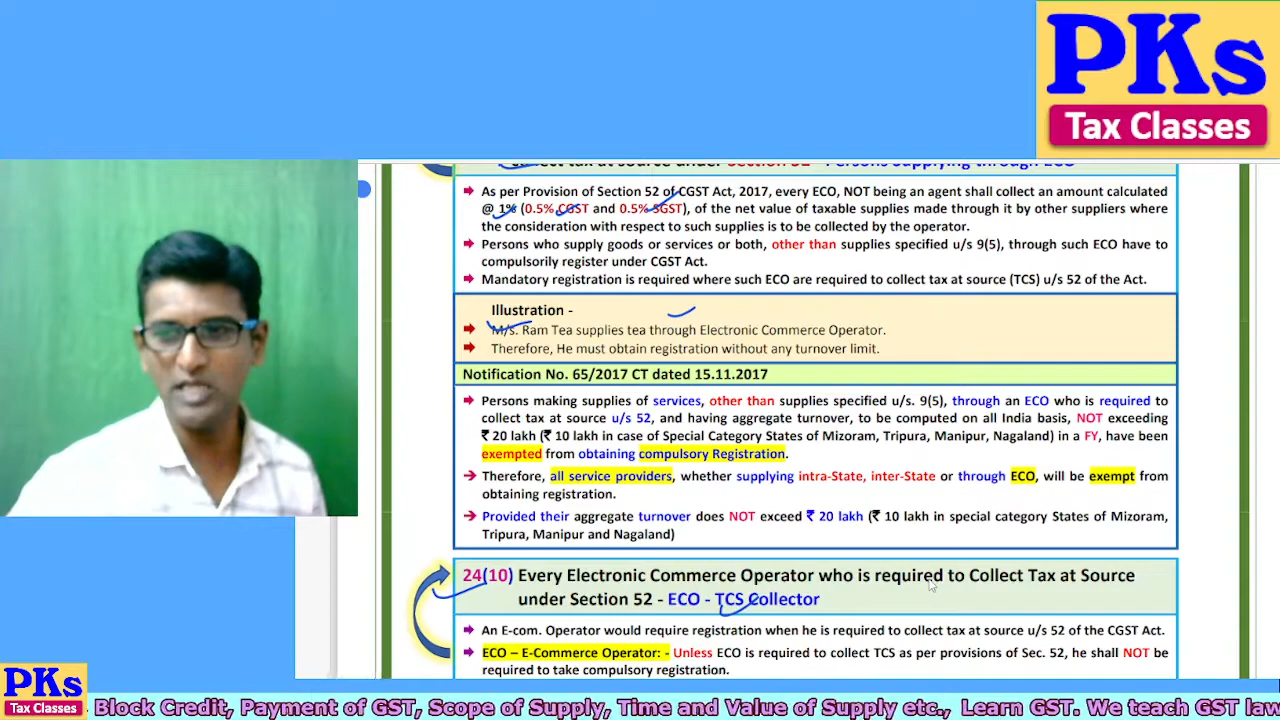 PKs
Tax Classes
collect tax at source under Section 52 - Persons Supplying through ECO
As per Provision of Section 52 of CGST Act, 2017, every ECO, NOT being an agent shall collect an amount calculated
@ 1% (0.5% CGST and 0.5% SGST), of the net value of taxable supplies made through it by other suppliers where
the consideration with respect to such supplies is to be collected by the operator.
Persons who supply goods or services or both, other than supplies specified u/s 9(5), through such ECO have to
compulsorily register under CGST Act.
Mandatory registration is required where such ECO are required to collect tax at source (TCS) u/s 52 of the Act.
Illustration -
M/s. Ram Tea supplies tea through Electronic Commerce Operator.
Therefore, He must obtain registration without any turnover limit.
Notification No. 65/2017 CT dated 15.11.2017
Persons making supplies of services, other than supplies specified u/s. 9(5), through an ECO who is required to
collect tax at source u/s 52, and having aggregate turnover, to be computed on all India basis, NOT exceeding
₹ 20 lakh (₹ 10 lakh in case of Special Category States of Mizoram, Tripura, Manipur, Nagaland) in a FY, have been
exempted from obtaining compulsory Registration.
Therefore, all service providers, whether supplying intra-State, inter-State or through ECO, will be exempt from
obtaining registration.
Provided their aggregate turnover does NOT exceed ₹ 20 lakh (₹ 10 lakh in special category States of Mizoram,
Tripura, Manipur and Nagaland)
24(10) Every Electronic Commerce Operator who is required to Collect Tax at Source
under Section 52 - ECO - TCS Collector
An E-com. Operator would require registration when he is required to collect tax at source u/s 52 of the CGST Act.
ECO – E-Commerce Operator: - Unless ECO is required to collect TCS as per provisions of Sec. 52, he shall NOT be
required to take compulsory registration.
PKs
Tax Classes
Block Credit, Payment of GST, Scope of Supply, Time and Value of Supply etc., Learn GST. We teach GST law